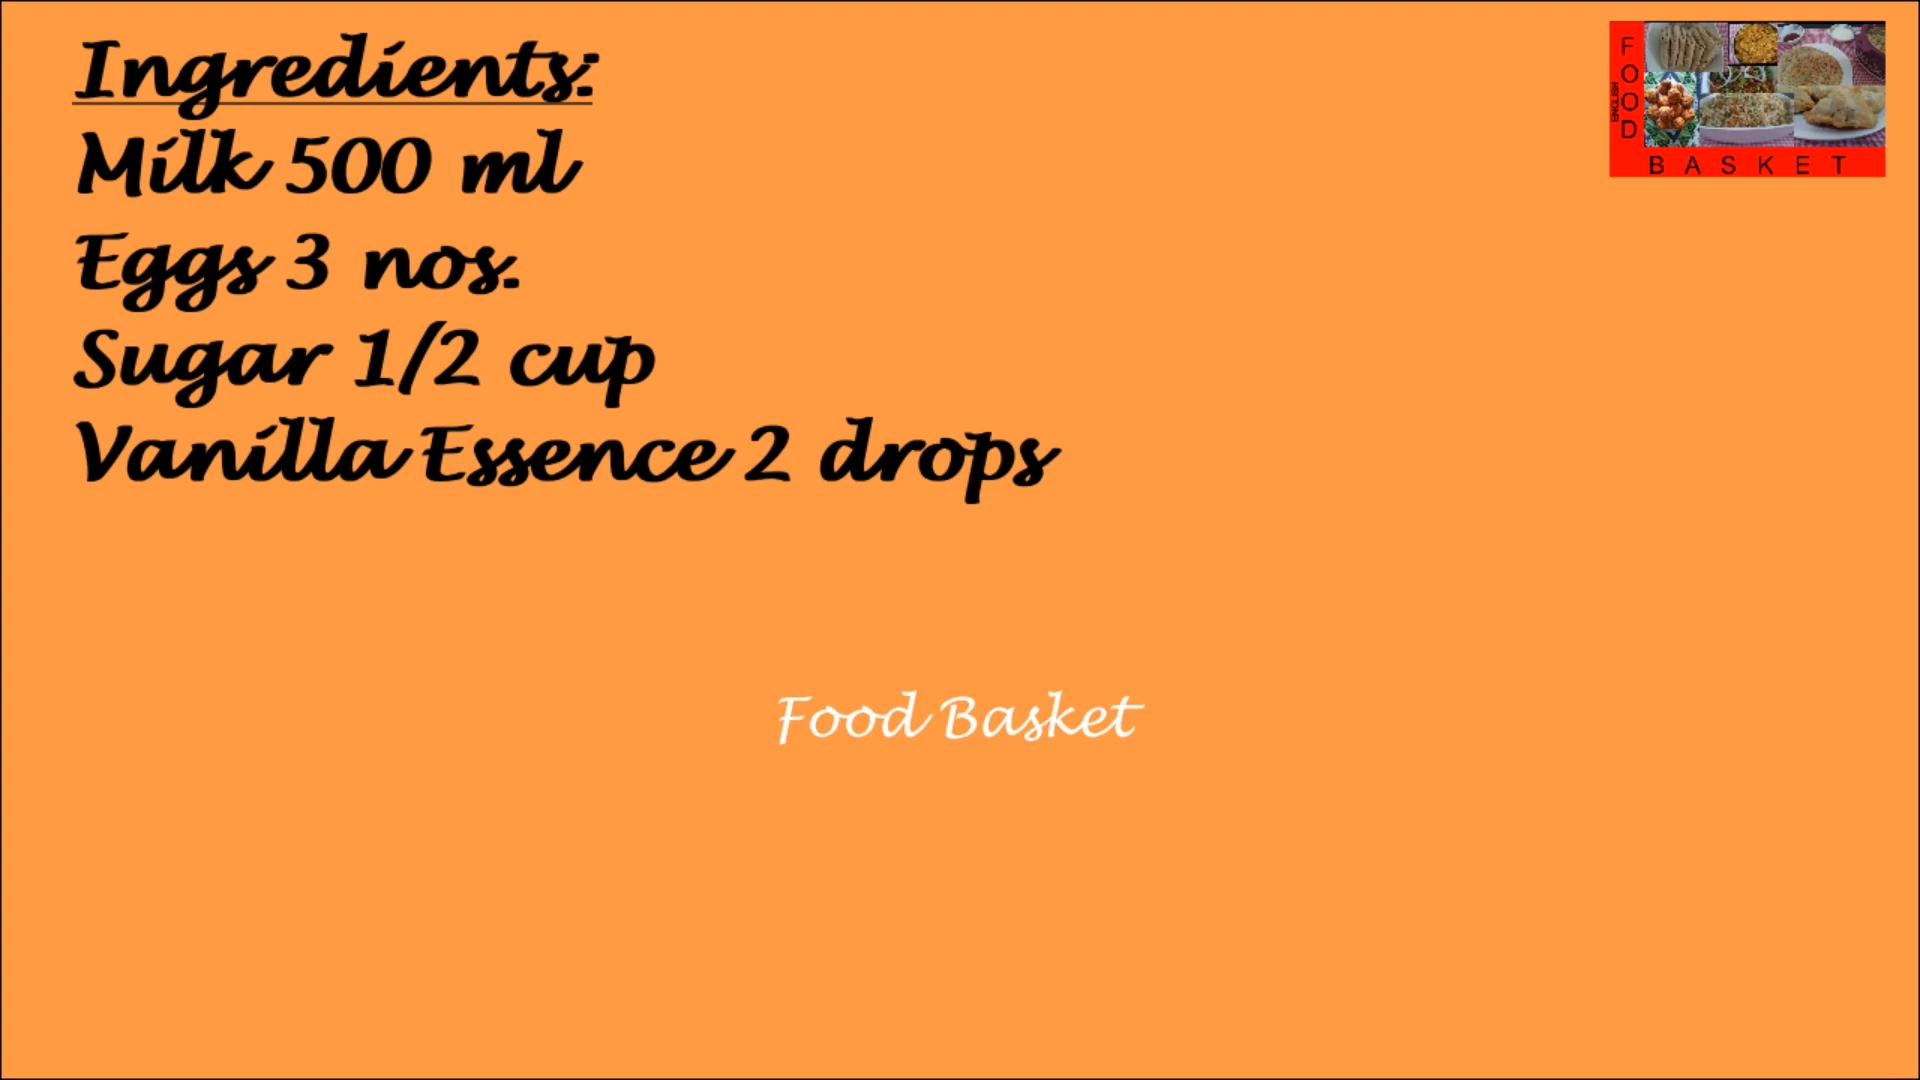 Ingredients:
Milk 500 ml
Eggs 3 nos.
Sugar 1/2 cup
Vanilla Essence 2 drops
FOOD
ENGLISH
BASKET
Food Basket